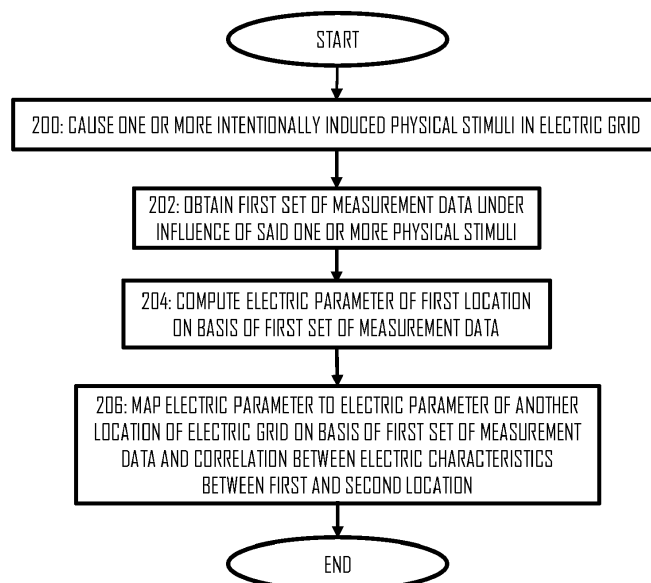 START
200: CAUSE ONE OR MORE INTENTIONALLY INDUCED PHYSICAL STIMULI IN ELECTRIC GRID
202: OBTAIN FIRST SET OF MEASUREMENT DATA UNDER
INFLUENCE OF SAID ONE OR MORE PHYSICAL STIMULI
204: COMPUTE ELECTRIC PARAMETER OF FIRST LOCATION
ON BASIS OF FIRST SET OF MEASUREMENT DATA
206: MAP ELECTRIC PARAMETER TO ELECTRIC PARAMETER OF ANOTHER
LOCATION OF ELECTRIC GRID ON BASIS OF FIRST SET OF MEASUREMENT
DATA AND CORRELATION BETWEEN ELECTRIC CHARACTERISTICS
BETWEEN FIRST AND SECOND LOCATION
END